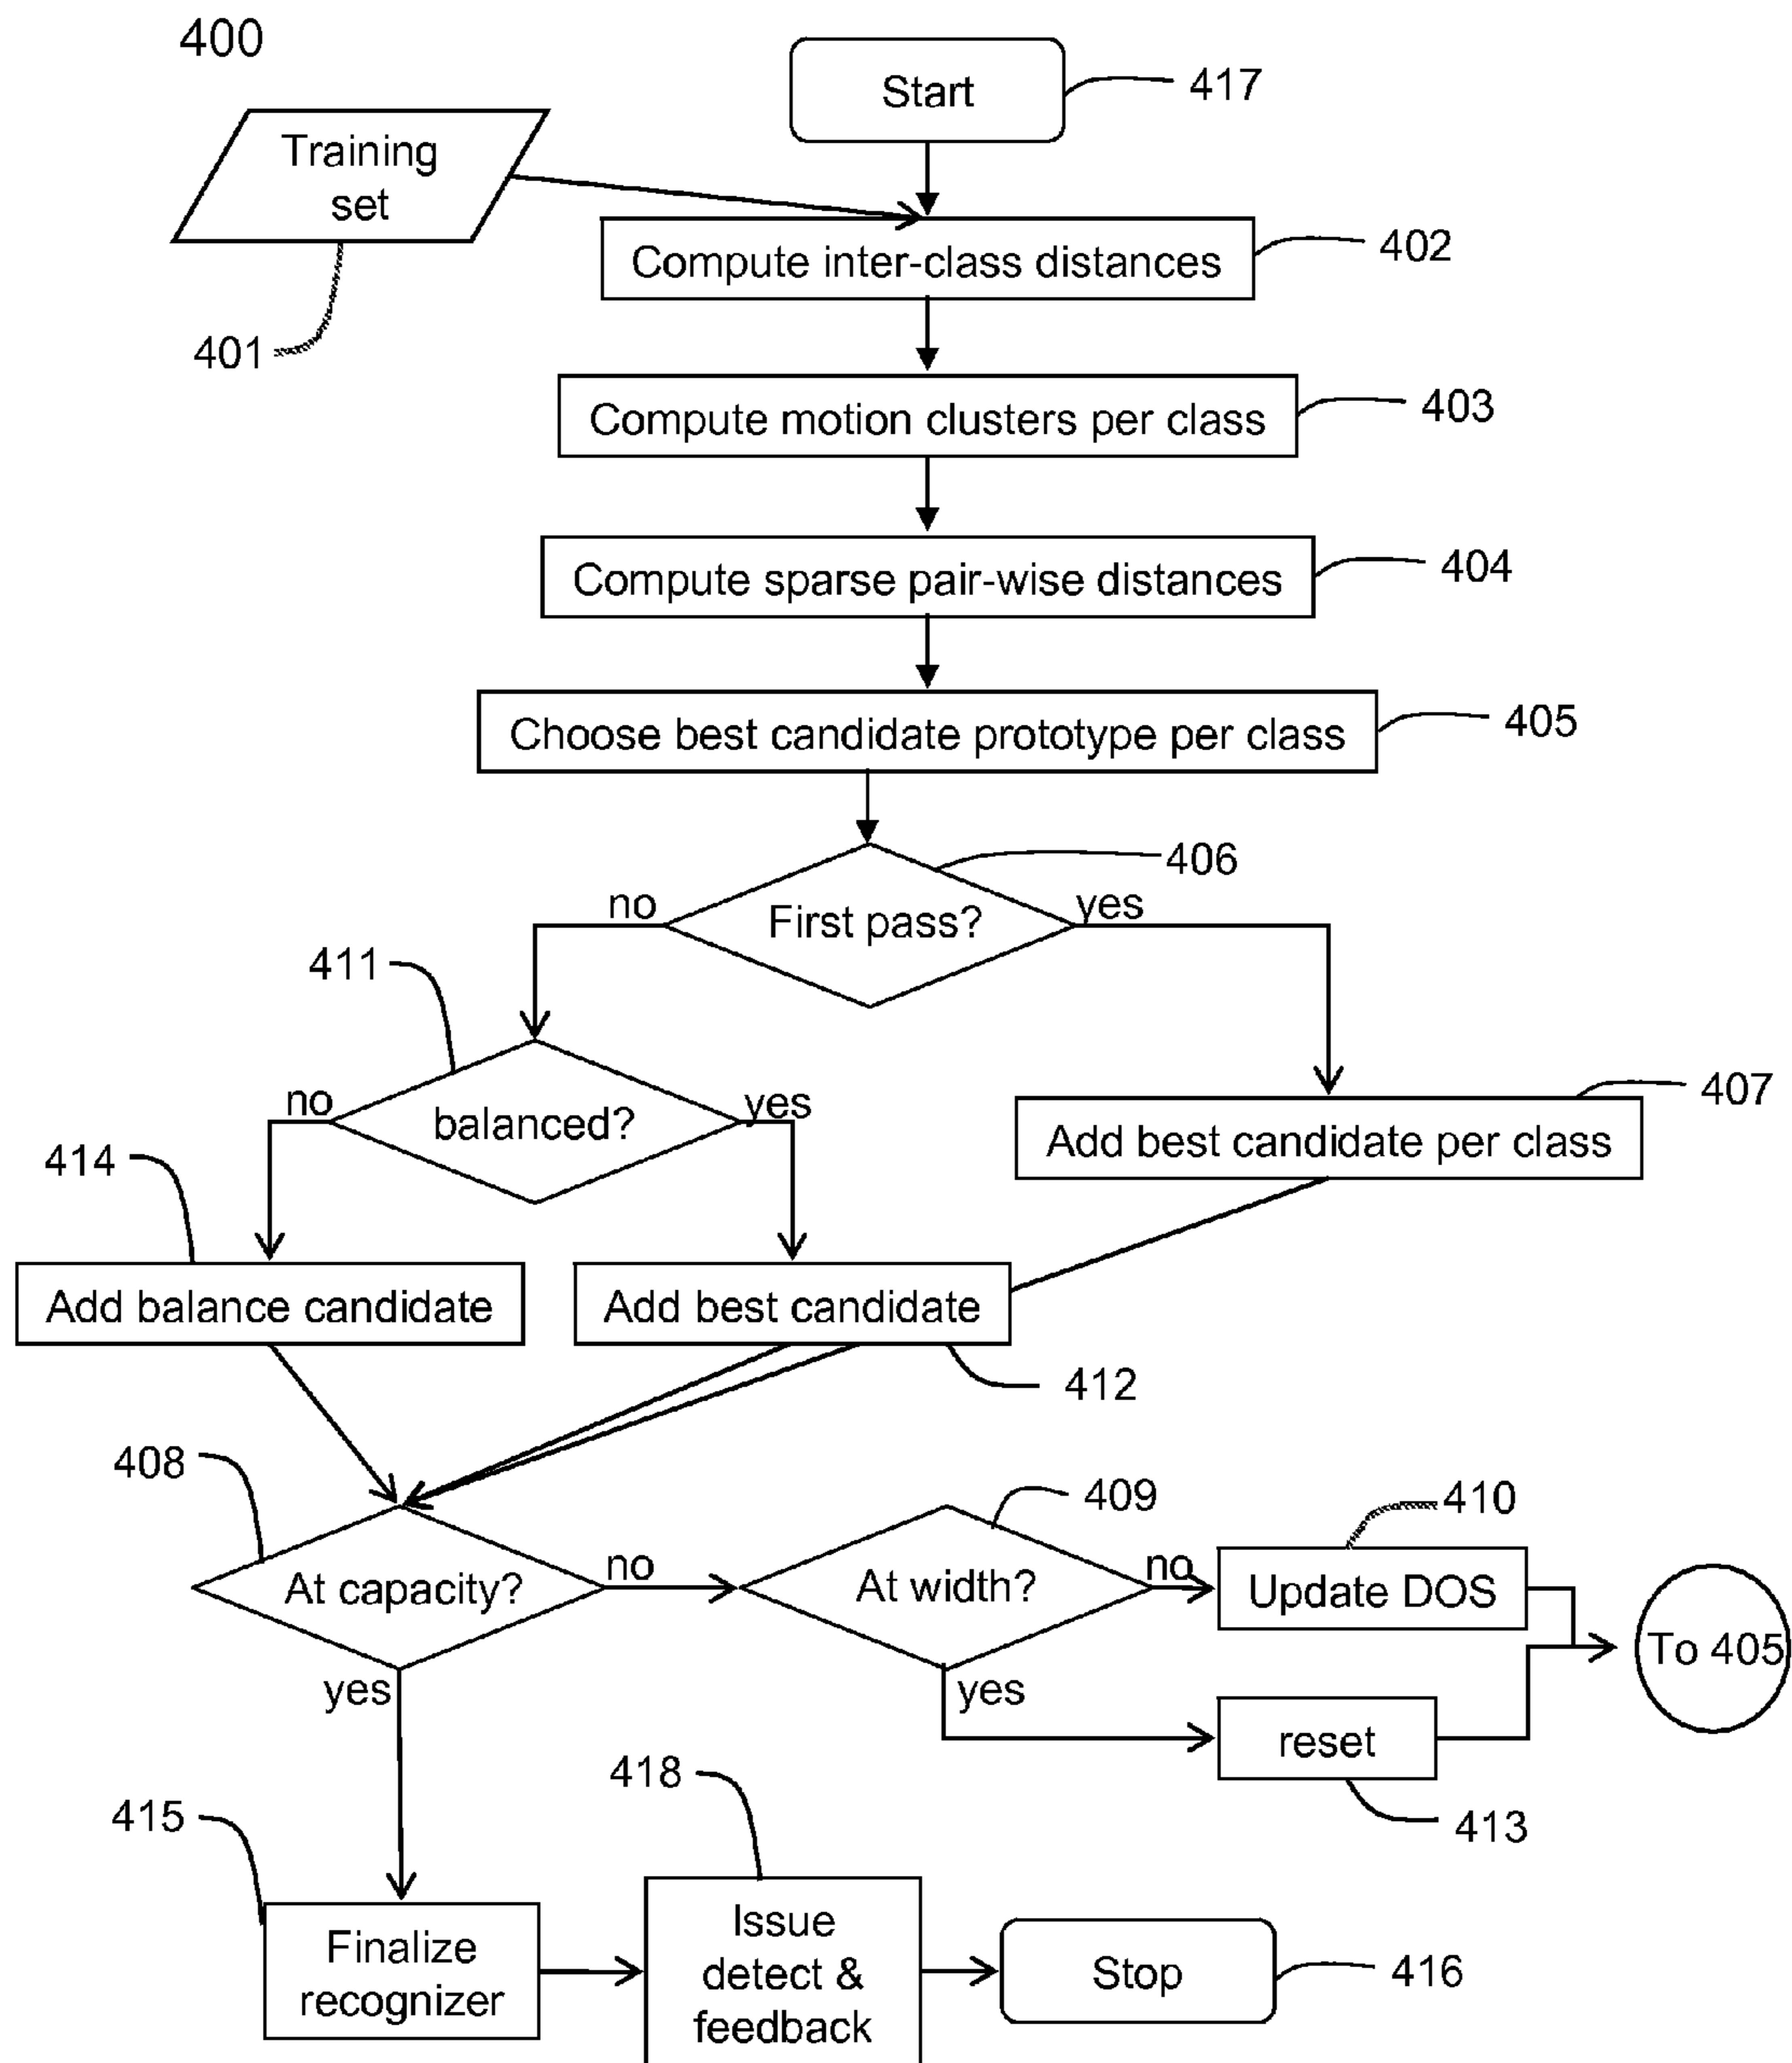 400
Start
417
Training
set
401
Compute inter-class distances
402
Compute motion clusters per class
403
Compute sparse pair-wise distances
404
Choose best candidate prototype per class
405
406
no
First pass?
yes
411
no
balanced?
yes
407
Add best candidate per class
414
Add balance candidate
Add best candidate
412
408
At capacity?
no
409
At width?
no
410
Update DOS
To 405
yes
yes
reset
413
418
415
Finalize
recognizer
Issue
detect &
feedback
Stop
416